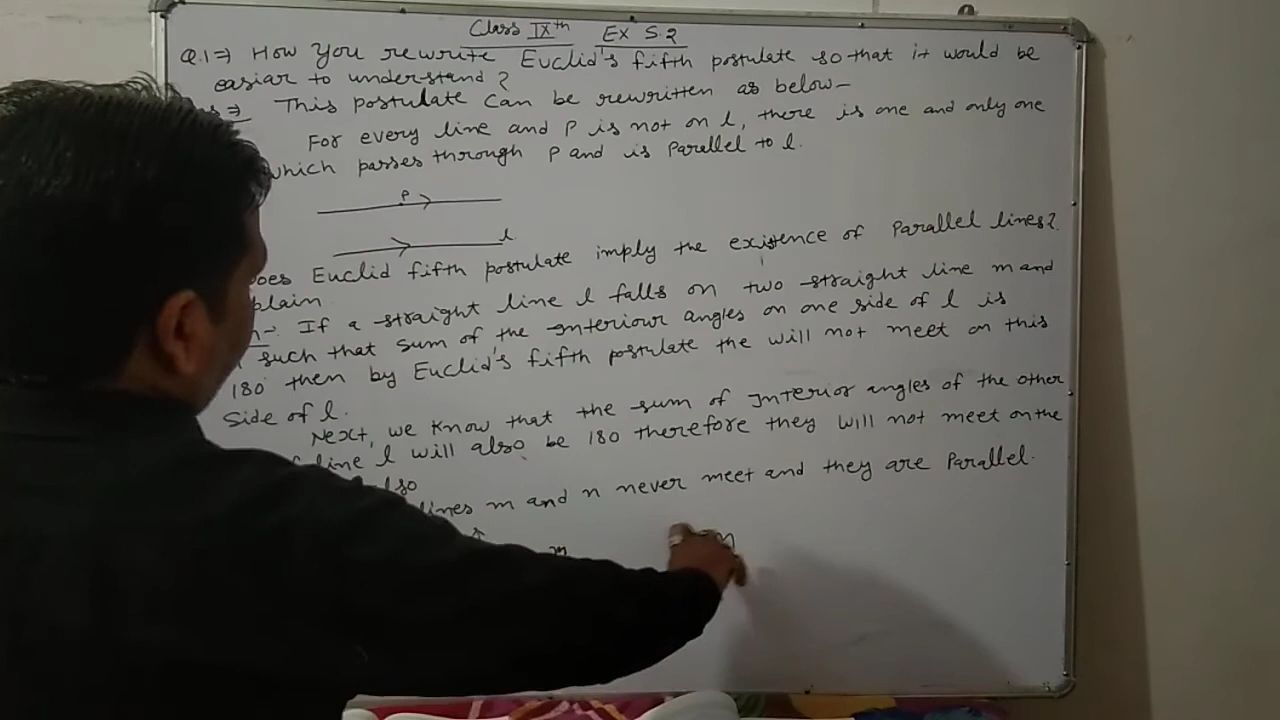 Class IXth Ex 5.2
Q.1⇒ How you rewrite Euclid's fifth postulate so that it would be
easiar to understand?
This postulate can be rewritten as below-
For every line and P is not on l, there is one and only one
which passes through P and is Parallel to l.
P
l
oes Euclid fifth postulate imply the existence of Parallel lines?
plain
If a straight line l falls on two straight line m and
such that sum of the Interiour angles on one side of l is
180° then by Euclid's fifth postulate the will not meet on this
Side of l.
Next, we know that the sum of Interior angles of the other
line l will also be 180 therefore they will not meet on the
lso
lines m and n never meet and they are Parallel.
m